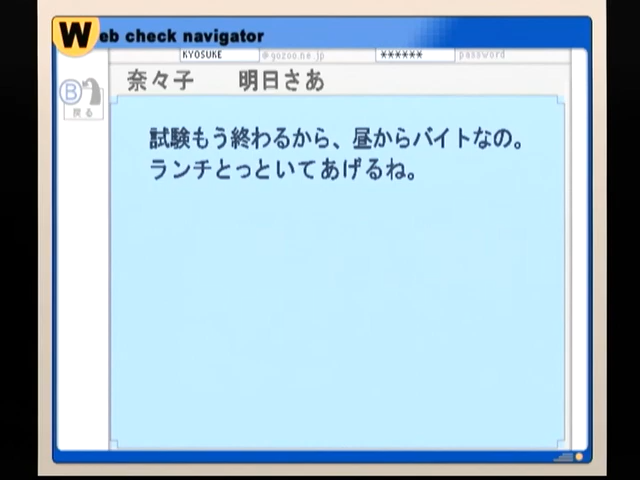 Web check navigator
KYOSUKE @gozoo.ne.jp ****** password
奈々子 明日さあ
B
戻る
試験もう終わるから、昼からバイトなの。
ランチとっといてあげるね。